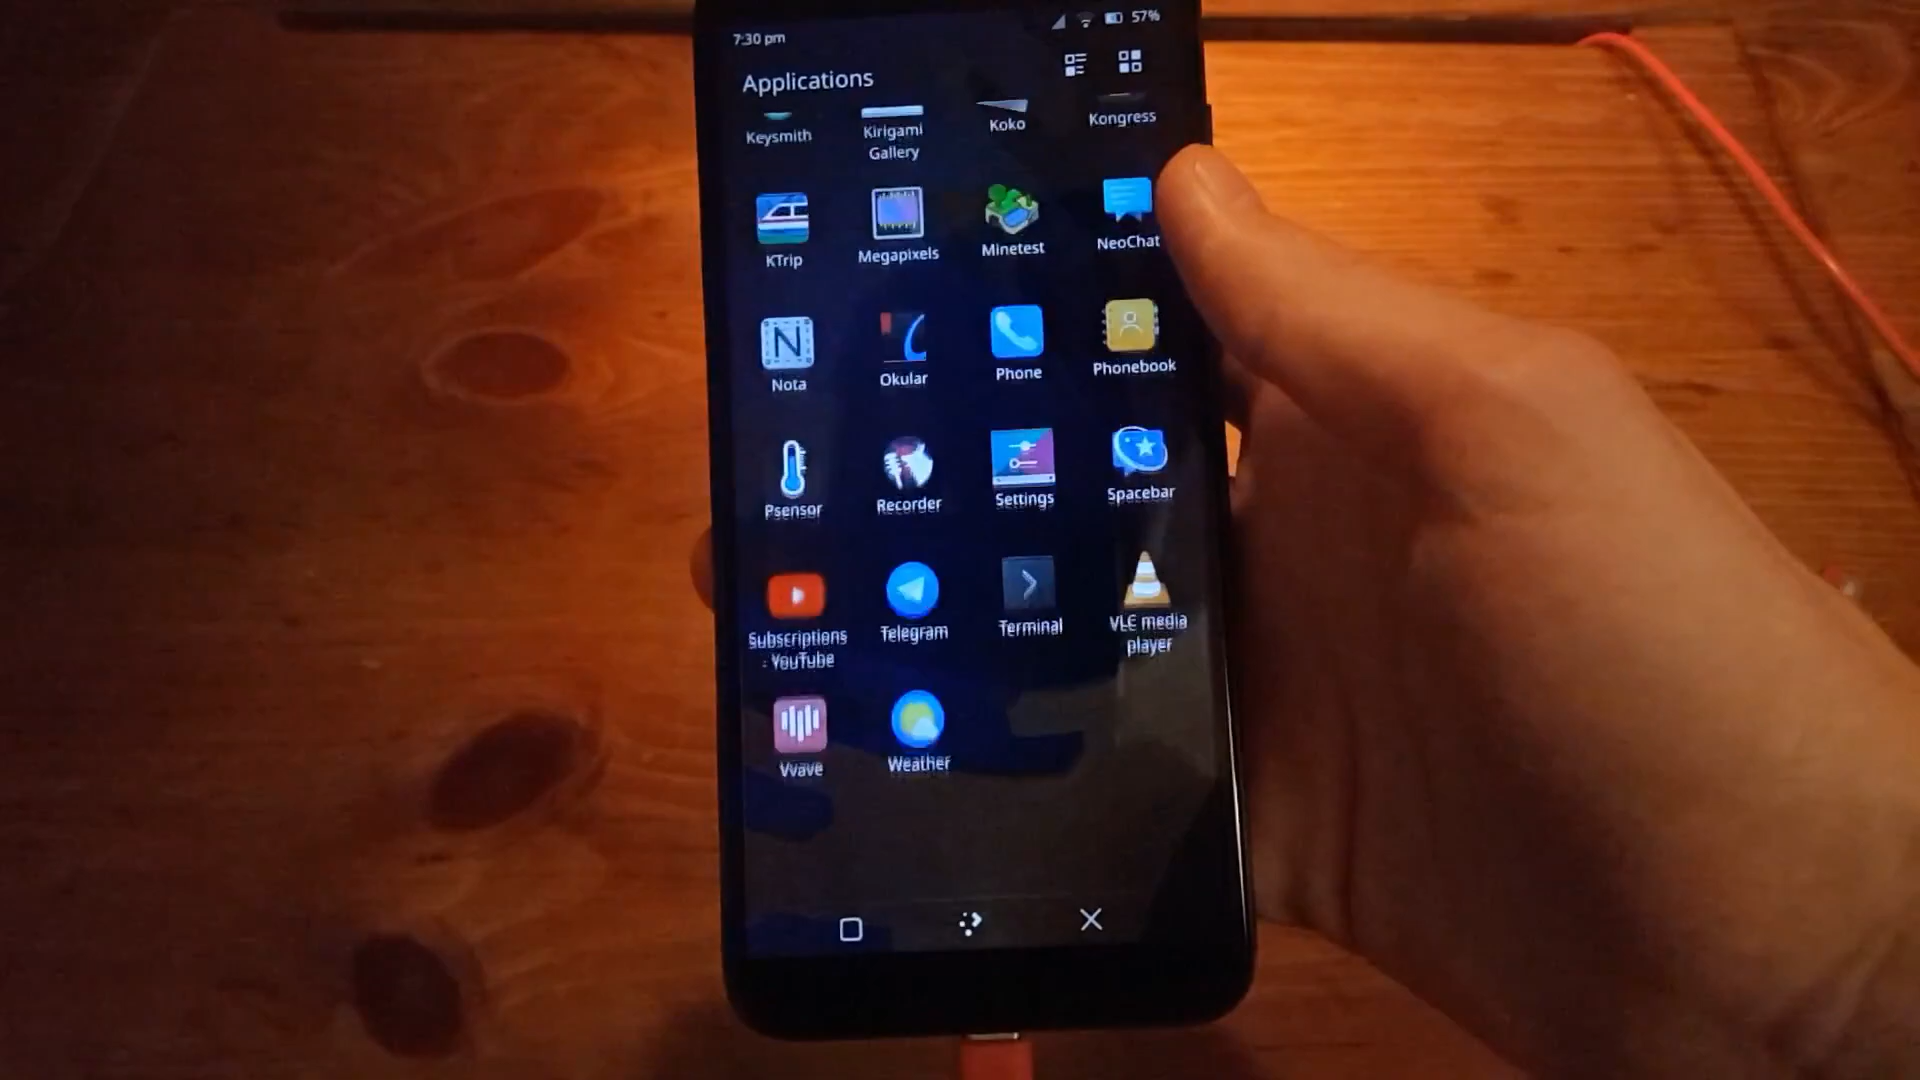 7:30 pm
57%
Applications
Keysmith
Kirigami
Gallery
Koko
Kongress
KTrip
Megapixels
Minetest
NeoChat
N
Nota
Okular
Phone
Phonebook
Psensor
Recorder
Settings
Spacebar
Subscriptions
- YouTube
Telegram
Terminal
VLC media
player
Vvave
Weather